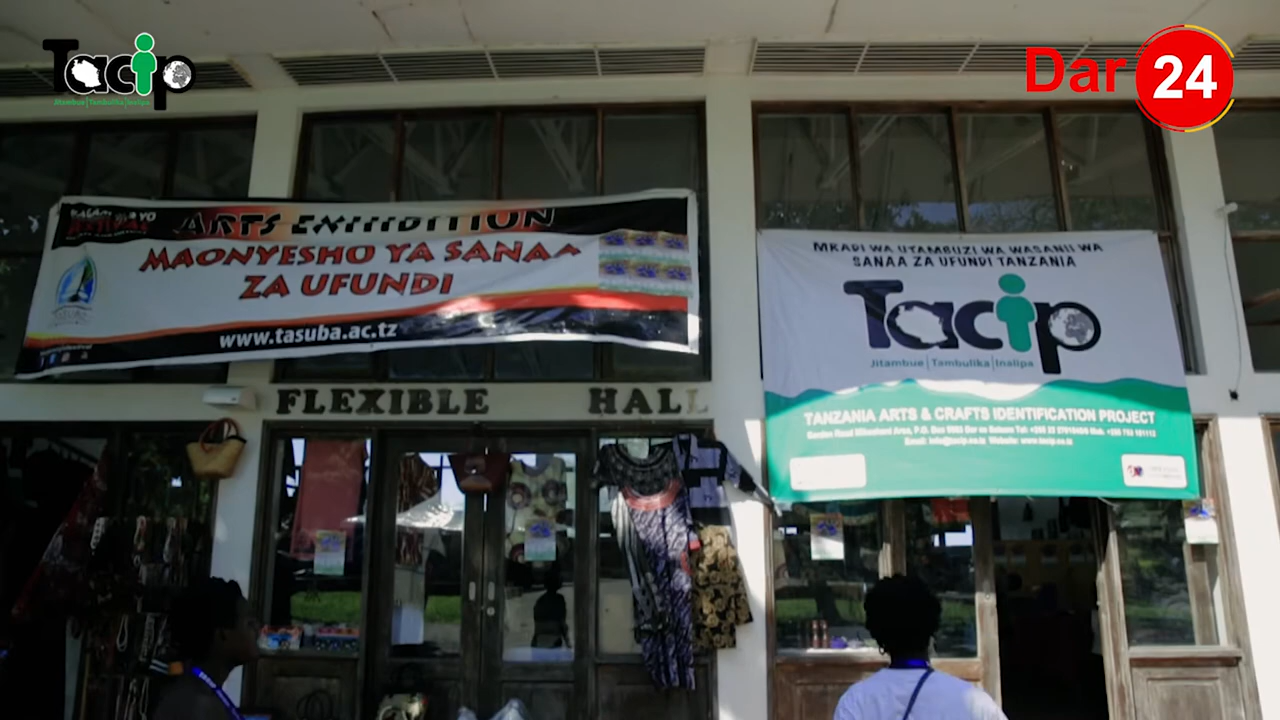 Tacip
Jitambue | Tambulika | Inalipa
Dar 24
ARTS EXHIBITION
MAONYESHO YA SANAA
ZA UFUNDI
www.tasuba.ac.tz
FLEXIBLE HALL
MRADI WA UTAMBUZI WA WASANII WA
SANAA ZA UFUNDI TANZANIA
Tacip
Jitambue | Tambulika | Inalipa
TANZANIA ARTS & CRAFTS IDENTIFICATION PROJECT